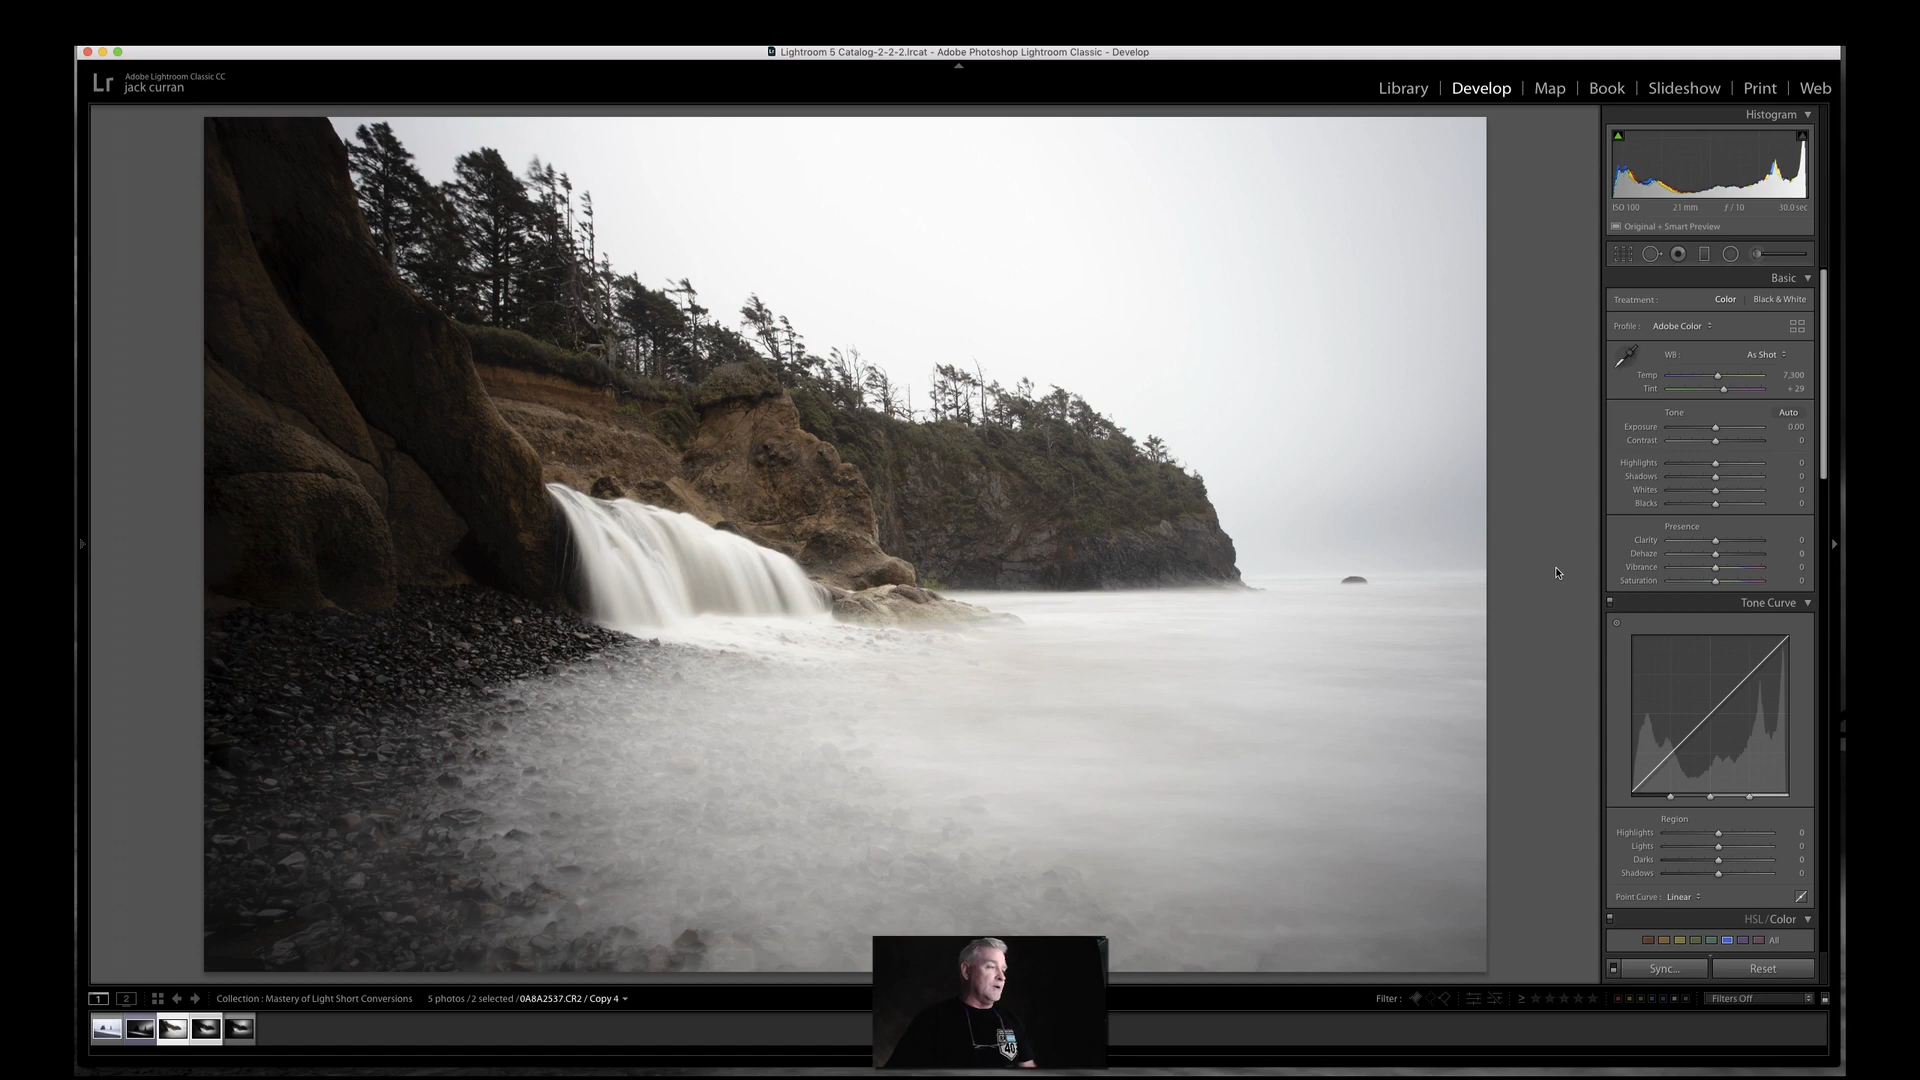 Lightroom 5 Catalog-2-2-2.lrcat - Adobe Photoshop Lightroom Classic - Develop
Lr
Adobe Lightroom Classic CC
jack curran
Library | Develop | Map | Book | Slideshow | Print | Web
Histogram
ISO 100 21 mm ƒ / 10 30.0 sec
Original + Smart Preview
Basic
Treatment : Color Black & White
Profile : Adobe Color
WB : As Shot
Temp 7,300
Tint + 29
Tone Auto
Exposure 0.00
Contrast 0
Highlights 0
Shadows 0
Whites 0
Blacks 0
Presence
Clarity 0
Dehaze 0
Vibrance 0
Saturation 0
Tone Curve
Region
Highlights 0
Lights 0
Darks 0
Shadows 0
Point Curve : Linear
HSL / Color
All
Sync... Reset
1 2 Collection : Mastery of Light Short Conversions 5 photos / 2 selected / 0A8A2537.CR2 / Copy 4 Filter : ≥ Filters Off
40